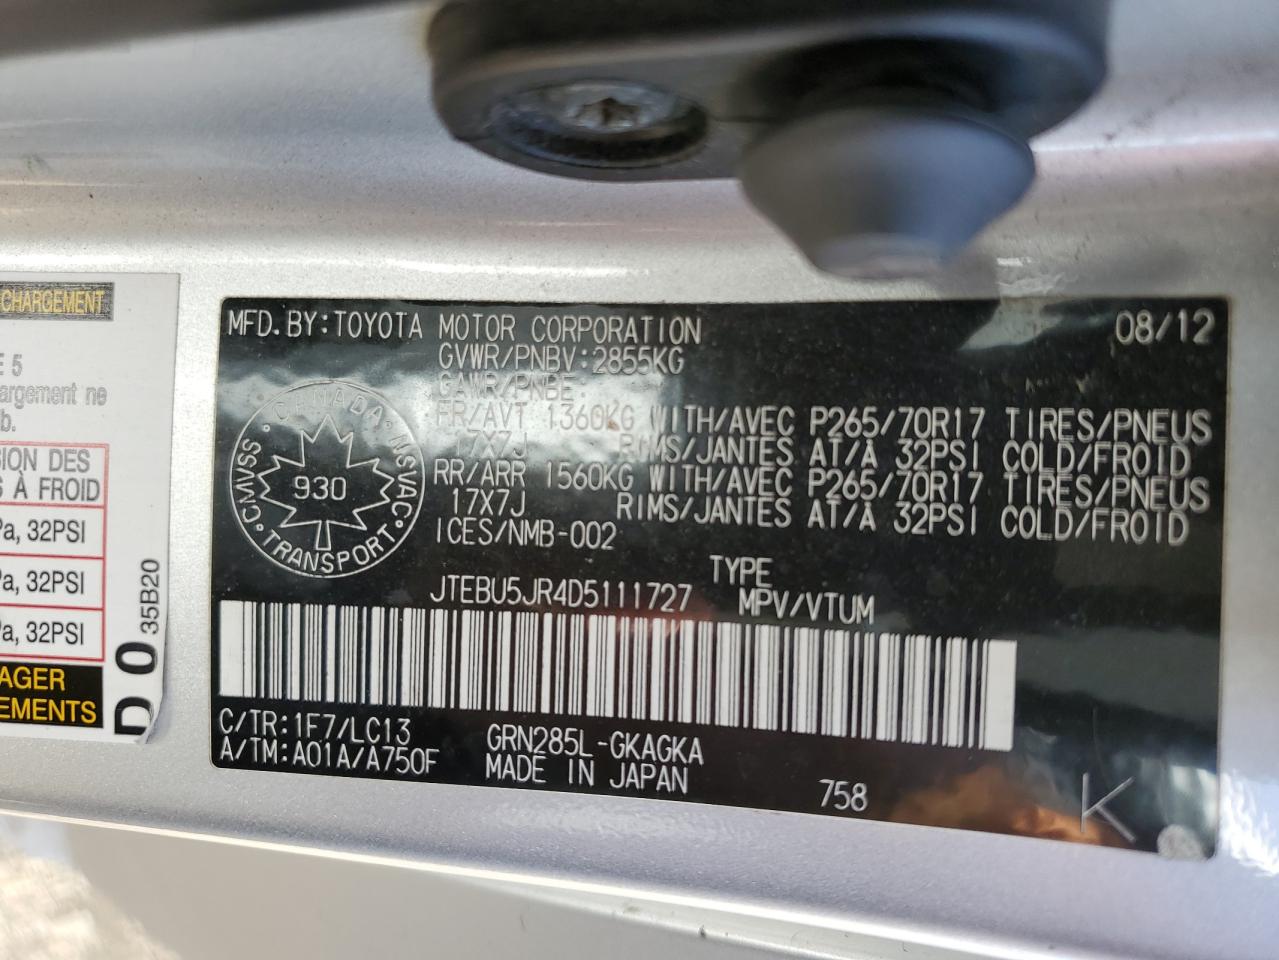 CHARGEMENT
E 5
chargement ne
b.
SION DES
S À FROID
Pa, 32PSI
Pa, 32PSI
Pa, 32PSI
AGER
EMENTS
D 0
35B20
MFD.BY:TOYOTA MOTOR CORPORATION 08/12
GVWR/PNBV:2855KG
GAWR/PNBE:
FR/AVT 1360KG WITH/AVEC P265/70R17 TIRES/PNEUS
17X7J RIMS/JANTES AT/À 32PSI COLD/FROID
RR/ARR 1560KG WITH/AVEC P265/70R17 TIRES/PNEUS
17X7J RIMS/JANTES AT/À 32PSI COLD/FROID
ICES/NMB-002
CANADA
CMVSS NSVAC
930
TRANSPORT
JTEBU5JR4D5111727
TYPE
MPV/VTUM
C/TR:1F7/LC13
A/TM:A01A/A750F
GRN285L-GKAGKA
MADE IN JAPAN
758
K